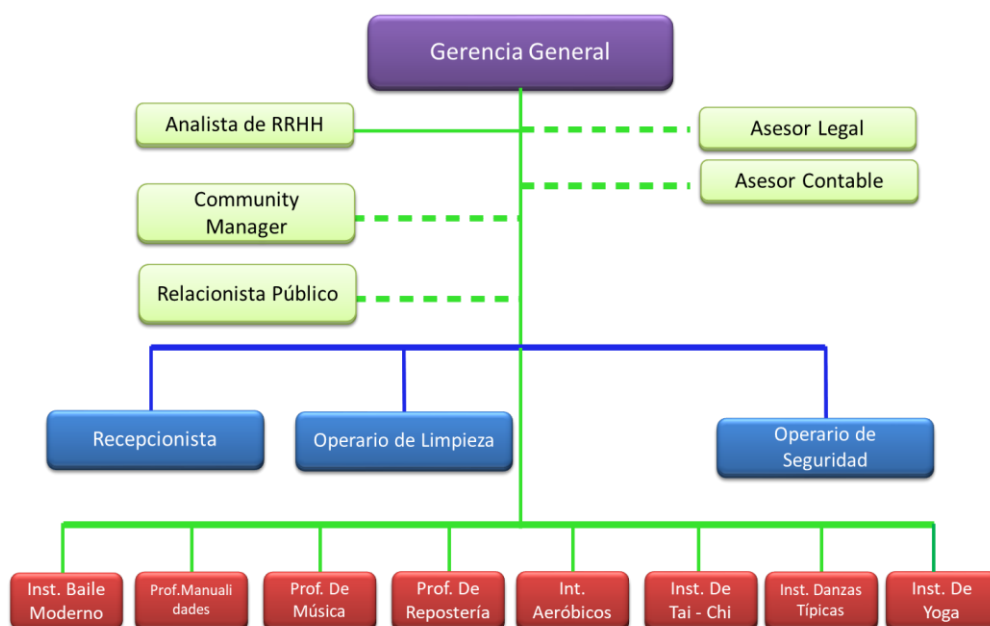 Gerencia General
Analista de RRHH
Asesor Legal
Asesor Contable
Community
Manager
Relacionista Público
Recepcionista
Operario de Limpieza
Operario de
Seguridad
Inst. Baile
Moderno
Prof.Manuali
dades
Prof. De
Música
Prof. De
Repostería
Int.
Aeróbicos
Inst. De
Tai - Chi
Inst. Danzas
Típicas
Inst. De
Yoga